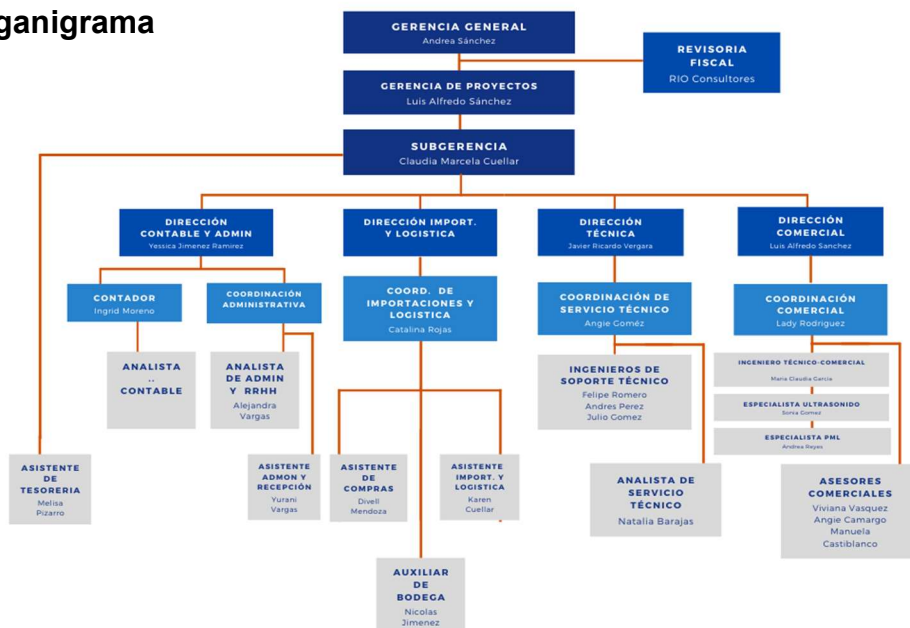 ganigrama
GERENCIA GENERAL
Andrea Sánchez
REVISORIA
FISCAL
RIO Consultores
GERENCIA DE PROYECTOS
Luis Alfredo Sánchez
SUBGERENCIA
Claudia Marcela Cuellar
DIRECCIÓN
CONTABLE Y ADMIN
Yessica Jimenez Ramirez
DIRECCIÓN IMPORT.
Y LOGISTICA
DIRECCIÓN
TÉCNICA
Javier Ricardo Vergara
DIRECCIÓN
COMERCIAL
Luis Alfredo Sanchez
CONTADOR
Ingrid Moreno
COORDINACIÓN
ADMINISTRATIVA
COORD. DE
IMPORTACIONES Y
LOGISTICA
Catalina Rojas
COORDINACIÓN DE
SERVICIO TÉCNICO
Angie Goméz
COORDINACIÓN
COMERCIAL
Lady Rodriguez
ANALISTA
..
CONTABLE
ANALISTA
DE ADMIN
Y RRHH
Alejandra
Vargas
INGENIEROS DE
SOPORTE TÉCNICO
Felipe Romero
Andres Perez
Julio Gomez
INGENIERO TÉCNICO-COMERCIAL
Maria Claudia Garcia
ESPECIALISTA ULTRASONIDO
Sonia Gomez
ESPECIALISTA PML
Andrea Reyes
ASISTENTE
DE
TESORERIA
Melisa
Pizarro
ASISTENTE
ADMON Y
RECEPCIÓN
Yurani
Vargas
ASISTENTE
DE
COMPRAS
Divell
Mendoza
ASISTENTE
IMPORT. Y
LOGISTICA
Karen
Cuellar
ANALISTA DE
SERVICIO
TÉCNICO
Natalia Barajas
ASESORES
COMERCIALES
Viviana Vasquez
Angie Camargo
Manuela
Castiblanco
AUXILIAR
DE
BODEGA
Nicolas
Jimenez